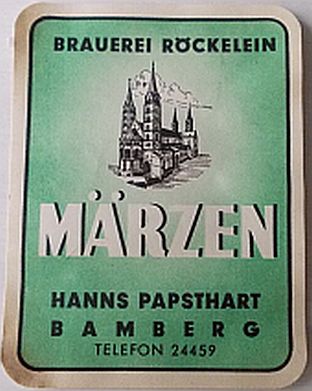 BRAUEREI RÖCKELEIN
MÄRZEN
HANNS PAPSTHART
BAMBERG
TELEFON 24459